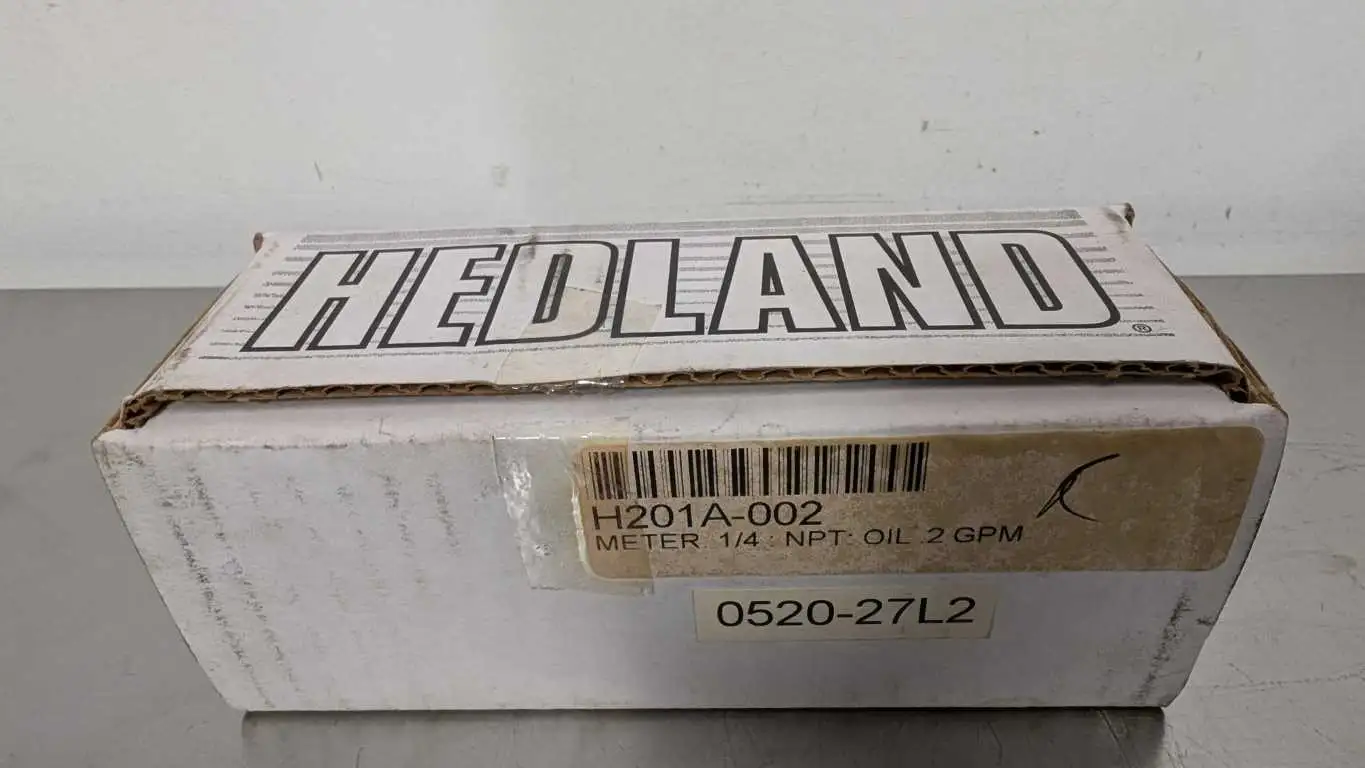 HEDLAND®
H201A-002
METER: 1/4 : NPT: OIL .2 GPM
0520-27L2